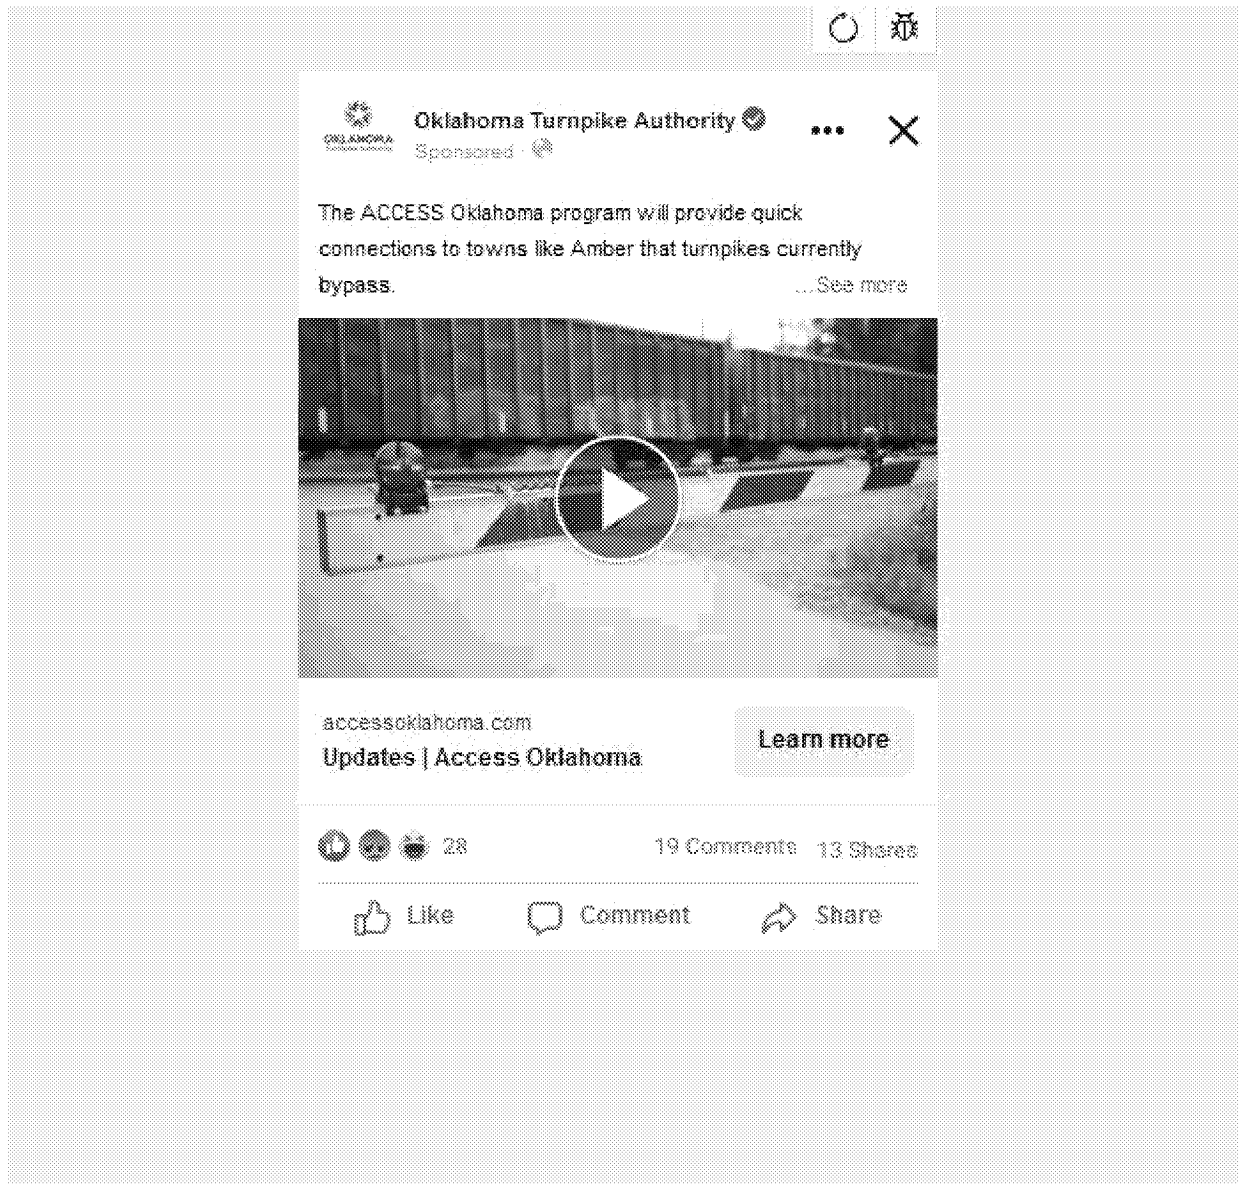 OKLAHOMA
Oklahoma Turnpike Authority
Sponsored ·
The ACCESS Oklahoma program will provide quick
connections to towns like Amber that turnpikes currently
bypass.
...See more
accessoklahoma.com
Updates | Access Oklahoma
Learn more
28
19 Comments
13 Shares
Like
Comment
Share